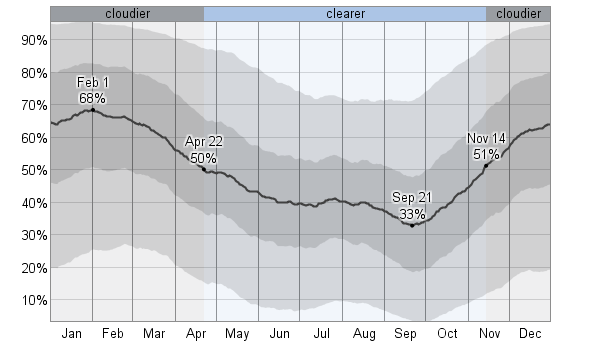 cloudier clearer cloudier
90%
80%
Feb 1
70%
68%
60%
Apr 22
Nov 14
50%
50%
51%
40%
Sep 21
33%
30%
20%
10%
Jan Feb Mar Apr May Jun Jul Aug Sep Oct Nov Dec